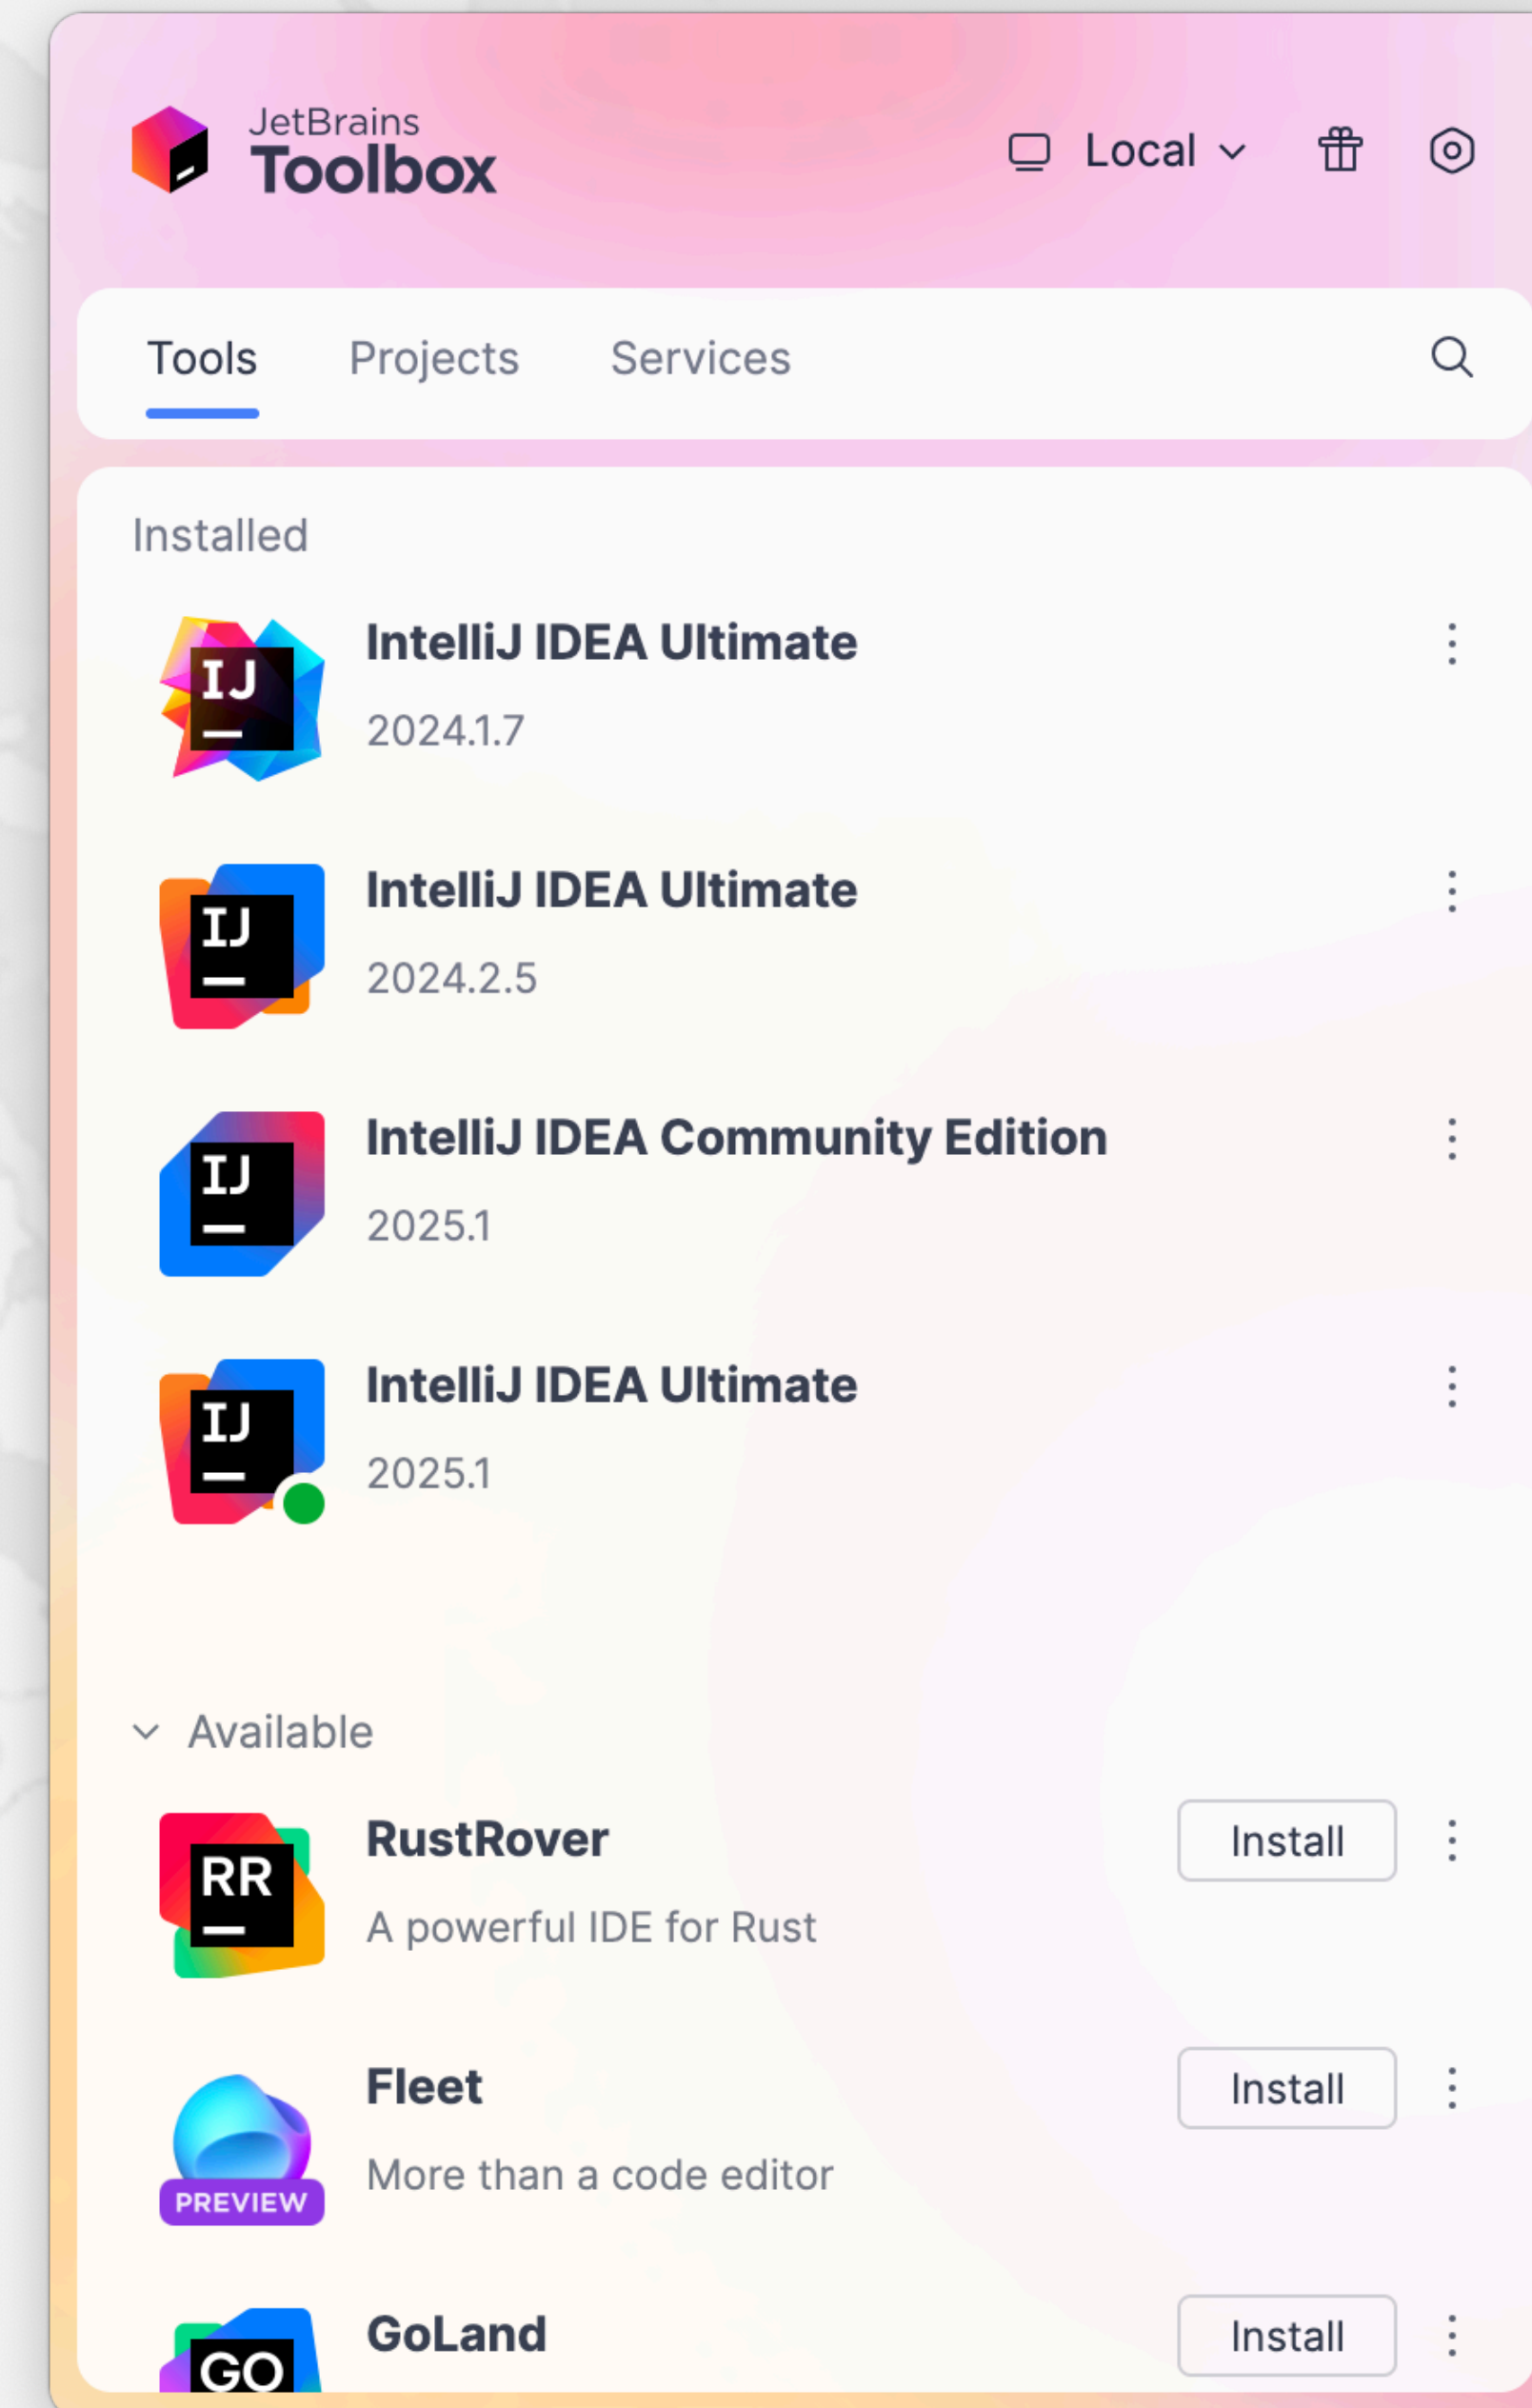 JetBrains
Toolbox
Local
Tools Projects Services
Installed
IJ
IntelliJ IDEA Ultimate
2024.1.7
IJ
IntelliJ IDEA Ultimate
2024.2.5
IJ
IntelliJ IDEA Community Edition
2025.1
IJ
IntelliJ IDEA Ultimate
2025.1
Available
RR
RustRover
Install
A powerful IDE for Rust
Fleet
Install
More than a code editor
PREVIEW
GoLand
Install
GO